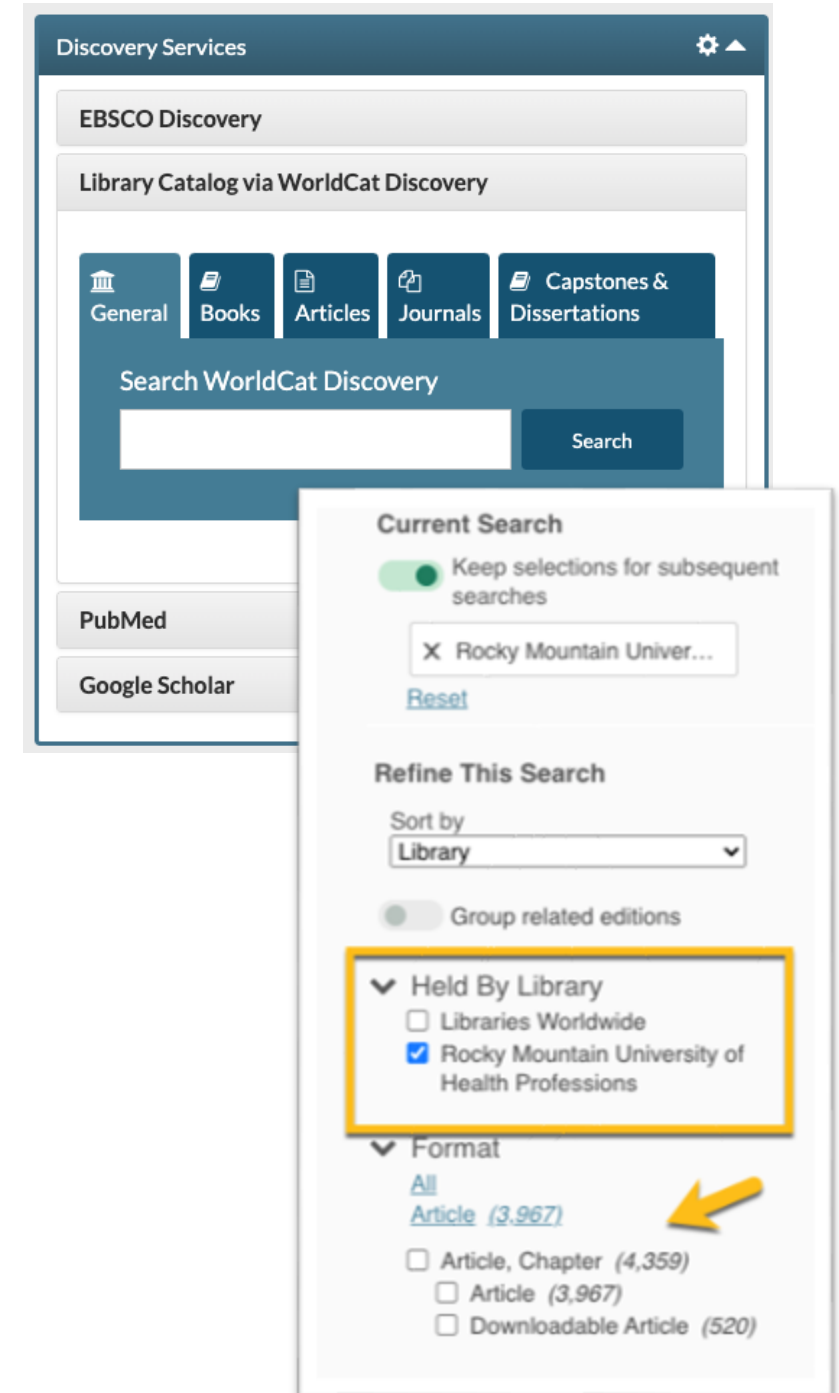 Discovery Services
EBSCO Discovery
Library Catalog via WorldCat Discovery
General
Books
Articles
Journals
Capstones &
Dissertations
Search WorldCat Discovery
Search
PubMed
Google Scholar
Current Search
Keep selections for subsequent
searches
X Rocky Mountain Univer...
Reset
Refine This Search
Sort by
Library
Group related editions
Held By Library
Libraries Worldwide
Rocky Mountain University of
Health Professions
Format
All
Article (3,967)
Article, Chapter (4,359)
Article (3,967)
Downloadable Article (520)